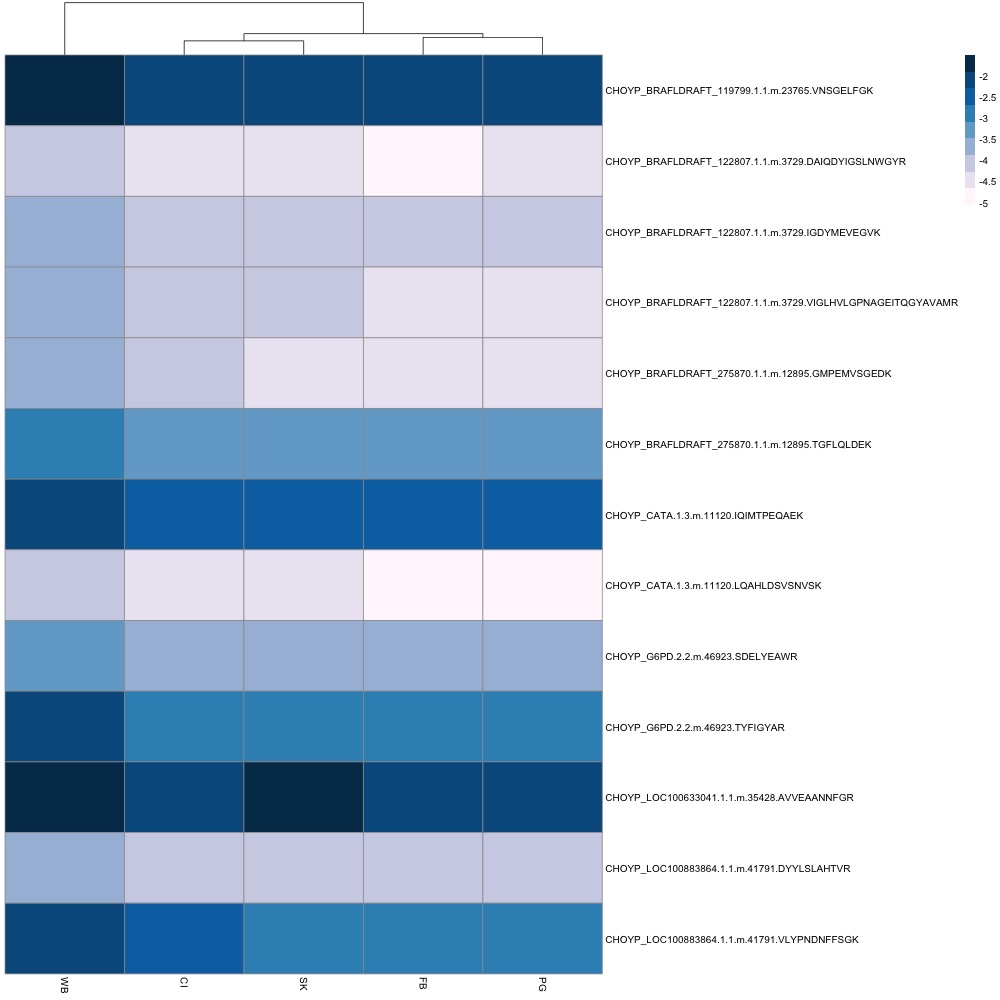 CHOYP_BRAFLDRAFT_119799.1.1.m.23765.VNSGELFGK
CHOYP_BRAFLDRAFT_122807.1.1.m.3729.DAIQDYIGSLNWGYR
CHOYP_BRAFLDRAFT_122807.1.1.m.3729.IGDYMEVEGVK
CHOYP_BRAFLDRAFT_122807.1.1.m.3729.VIGLHVLGPNAGEITQGYAVAMR
CHOYP_BRAFLDRAFT_275870.1.1.m.12895.GMPEMVSGEDK
CHOYP_BRAFLDRAFT_275870.1.1.m.12895.TGFLQLDEK
CHOYP_CATA.1.3.m.11120.IQIMTPEQAEK
CHOYP_CATA.1.3.m.11120.LQAHLDSVSNVSK
CHOYP_G6PD.2.2.m.46923.SDELYEAWR
CHOYP_G6PD.2.2.m.46923.TYFIGYAR
CHOYP_LOC100633041.1.1.m.35428.AVVEAANNFGR
CHOYP_LOC100883864.1.1.m.41791.DYYLSLAHTVR
CHOYP_LOC100883864.1.1.m.41791.VLYPNDNFFSGK
WB
CI
SK
FB
PG
-2
-2.5
-3
-3.5
-4
-4.5
-5